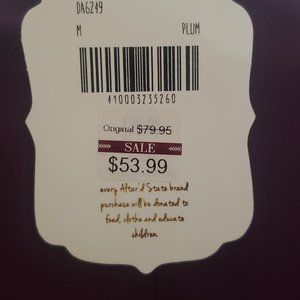 DA6249
M PLUM
410003235260
Original $79.95
SALE
$53.99
every Alter'd State brand
purchase will be donated to
feed, clothe and educate
children